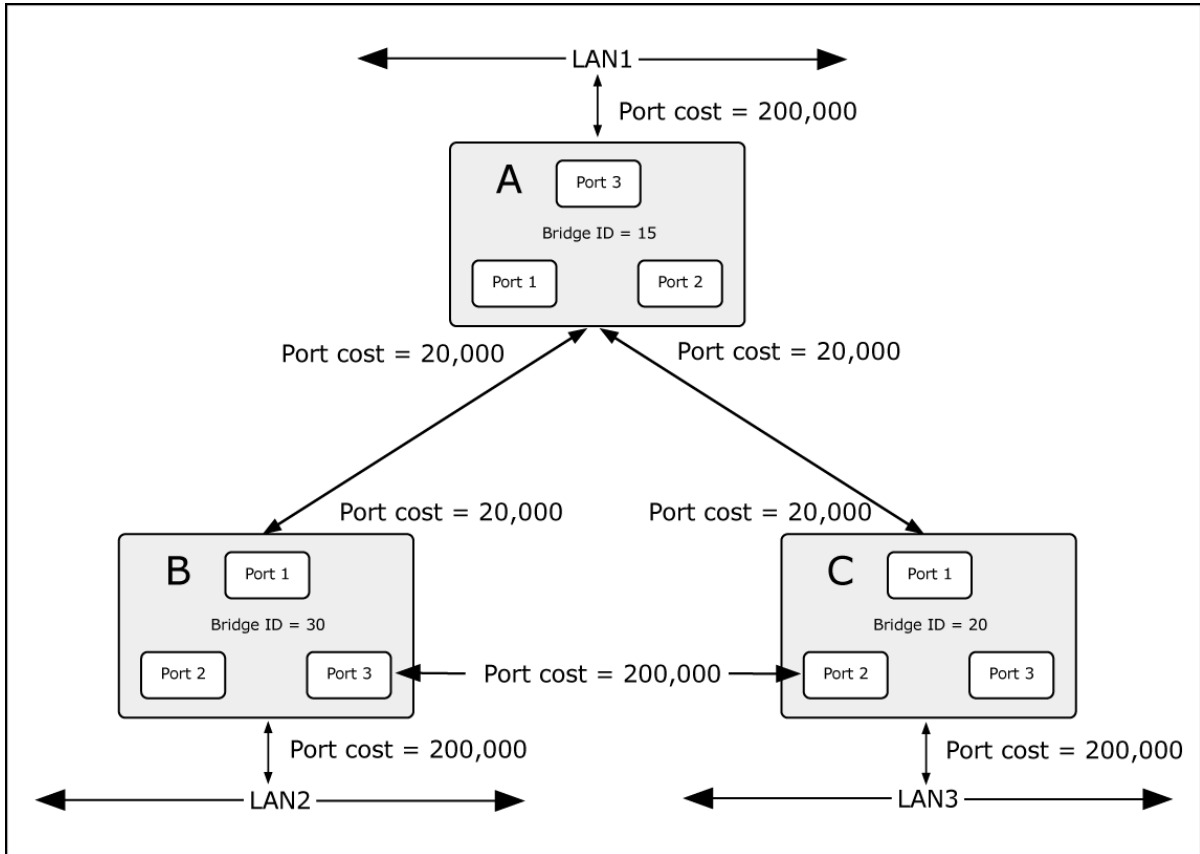 LAN1
Port cost = 200,000
A
Port 3
Bridge ID = 15
Port 1
Port 2
Port cost = 20,000
Port cost = 20,000
Port cost = 20,000
Port cost = 20,000
B
Port 1
Bridge ID = 30
Port 2
Port 3
C
Port 1
Bridge ID = 20
Port 2
Port 3
Port cost = 200,000
Port cost = 200,000
LAN2
Port cost = 200,000
LAN3